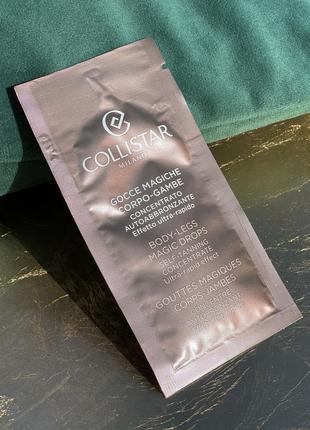 COLLISTAR
MILANO
GOCCE MAGICHE
CORPO-GAMBE
CONCENTRATO
AUTOABBRONZANTE
Effetto ultra-rapido
BODY-LEGS
MAGIC DROPS
SELF-TANNING
CONCENTRATE
Ultra-rapid effect
GOUTTES MAGIQUES
CORPS-JAMBES